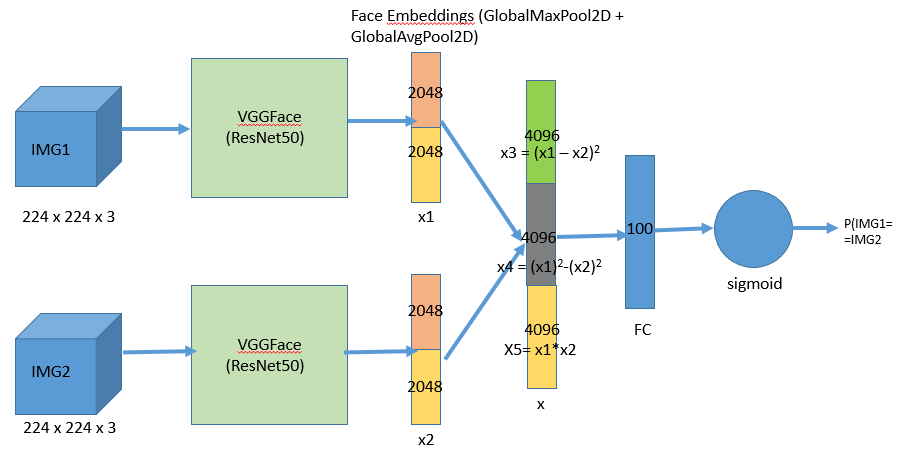 Face Embeddings (GlobalMaxPool2D +
GlobalAvgPool2D)
IMG1
224 x 224 x 3
VGGFace
(ResNet50)
2048
2048
x1
IMG2
224 x 224 x 3
VGGFace
(ResNet50)
2048
2048
x2
4096
x3 = (x1 – x2)²
4096
x4 = (x1)²-(x2)²
4096
X5= x1*x2
x
100
FC
sigmoid
P(IMG1=
=IMG2